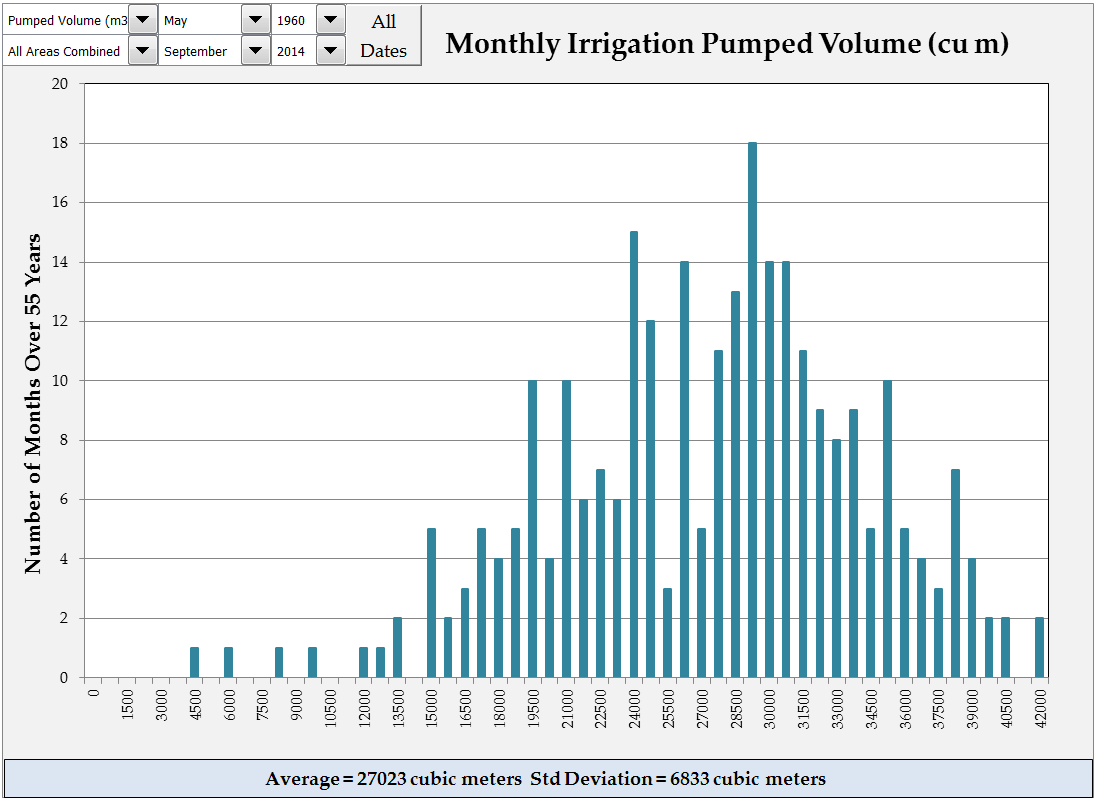 Pumped Volume (m3 May 1960 All
All Areas Combined September 2014 Dates
Monthly Irrigation Pumped Volume (cu m)
Number of Months Over 55 Years
20
18
16
14
12
10
8
6
4
2
0
0 1500 3000 4500 6000 7500 9000 10500 12000 13500 15000 16500 18000 19500 21000 22500 24000 25500 27000 28500 30000 31500 33000 34500 36000 37500 39000 40500 42000
Average = 27023 cubic meters Std Deviation = 6833 cubic meters